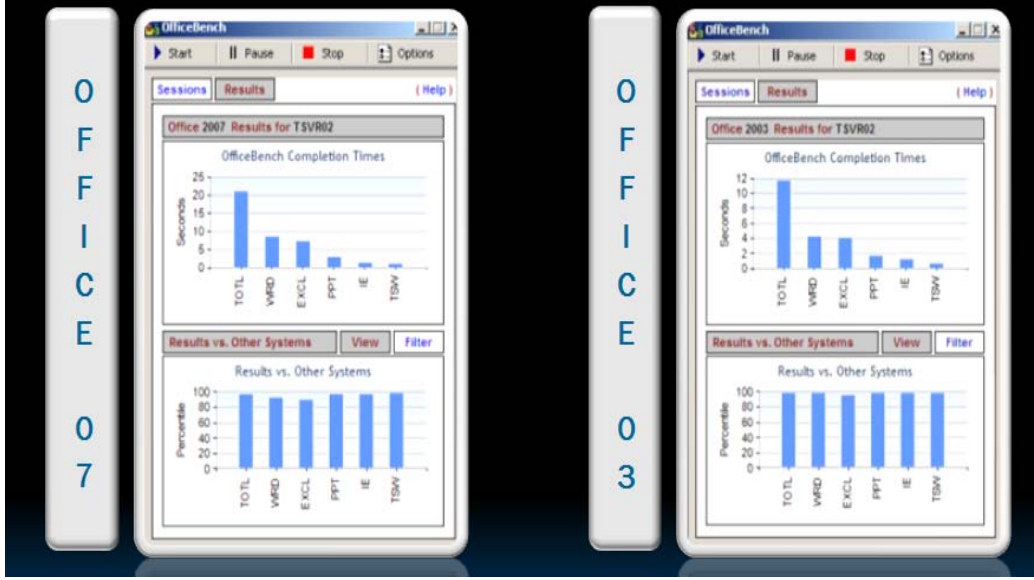 OFFICE 07
OfficeBench
Start Pause Stop Options
Sessions Results ( Help )
Office 2007 Results for TSVR02
OfficeBench Completion Times
Seconds
25
20
15
10
5
0
TOTL WRD EXCL PPT IE TSW
Results vs. Other Systems View Filter
Results vs. Other Systems
Percentile
100
80
60
40
20
0
TOTL WRD EXCL PPT IE TSW
OFFICE 03
OfficeBench
Start Pause Stop Options
Sessions Results ( Help )
Office 2003 Results for TSVR02
OfficeBench Completion Times
Seconds
12
10
8
6
4
2
0
TOTL WRD EXCL PPT IE TSW
Results vs. Other Systems View Filter
Results vs. Other Systems
Percentile
100
80
60
40
20
0
TOTL WRD EXCL PPT IE TSW